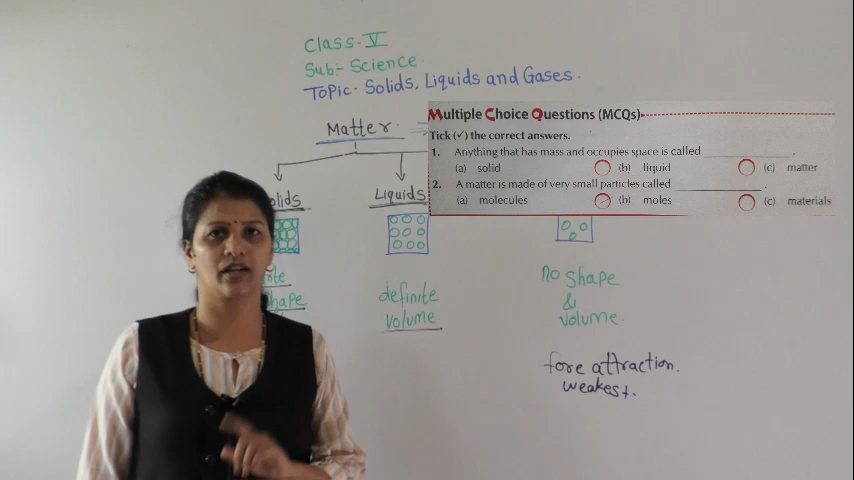 Class-V
Sub:- Science.
Topic- Solids, Liquids and Gases.
Matter.
Multiple Choice Questions (MCQs)
Tick (✓) the correct answers.
1. Anything that has mass and occupies space is called ____________ .
(a) solid (b) liquid (c) matter
2. A matter is made of very small particles called ____________ .
(a) molecules (b) moles (c) materials
Liquids
definite
volume.
no Shape
&
volume.
fore attraction.
weakest.